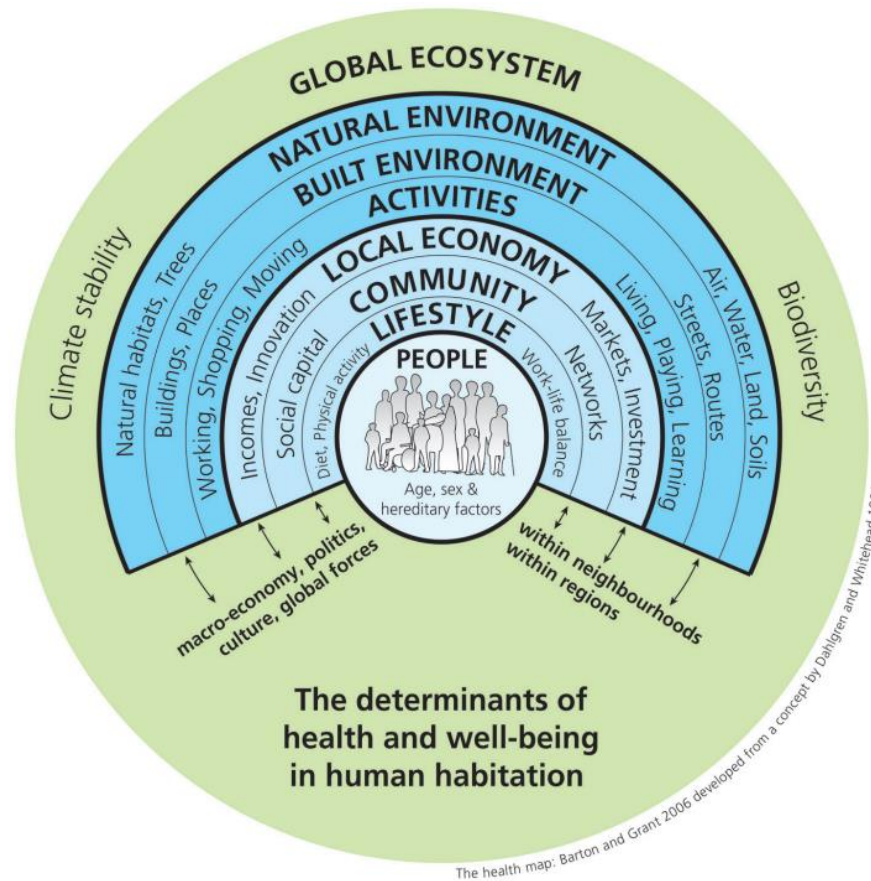 GLOBAL ECOSYSTEM
NATURAL ENVIRONMENT
BUILT ENVIRONMENT
ACTIVITIES
LOCAL ECONOMY
COMMUNITY
LIFESTYLE
PEOPLE
Age, sex &
hereditary factors
Climate stability
Natural habitats, Trees
Buildings, Places
Working, Shopping, Moving
Incomes, Innovation
Social capital
Diet, Physical activity
Work-life balance
Networks
Markets, Investment
Living, Playing, Learning
Streets, Routes
Air, Water, Land, Soils
Biodiversity
macro-economy, politics,
culture, global forces
within neighbourhoods
within regions
The determinants of
health and well-being
in human habitation
The health map: Barton and Grant 2006 developed from a concept by Dahlgren and Whitehead